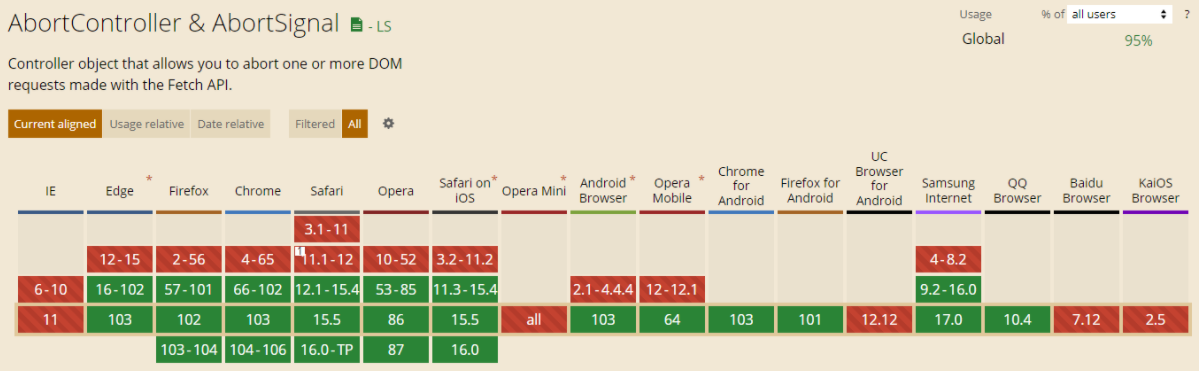 AbortController & AbortSignal - LS
Usage % of all users ?
Global 95%
Controller object that allows you to abort one or more DOM
requests made with the Fetch API.
Current aligned Usage relative Date relative Filtered All
IE
Edge *
Firefox
Chrome
Safari
Opera
Safari on *
iOS
Opera Mini *
Android *
Browser
Opera *
Mobile
Chrome
for
Android
Firefox for
Android
UC
Browser
for
Android
Samsung
Internet
QQ
Browser
Baidu
Browser
KaiOS
Browser
3.1-11
12-15 2-56 4-65 1 11.1-12 10-52 3.2-11.2 4-8.2
6-10 16-102 57-101 66-102 12.1-15.4 53-85 11.3-15.4 2.1-4.4.4 12-12.1 9.2-16.0
11 103 102 103 15.5 86 15.5 all 103 64 103 101 12.12 17.0 10.4 7.12 2.5
103-104 104-106 16.0-TP 87 16.0